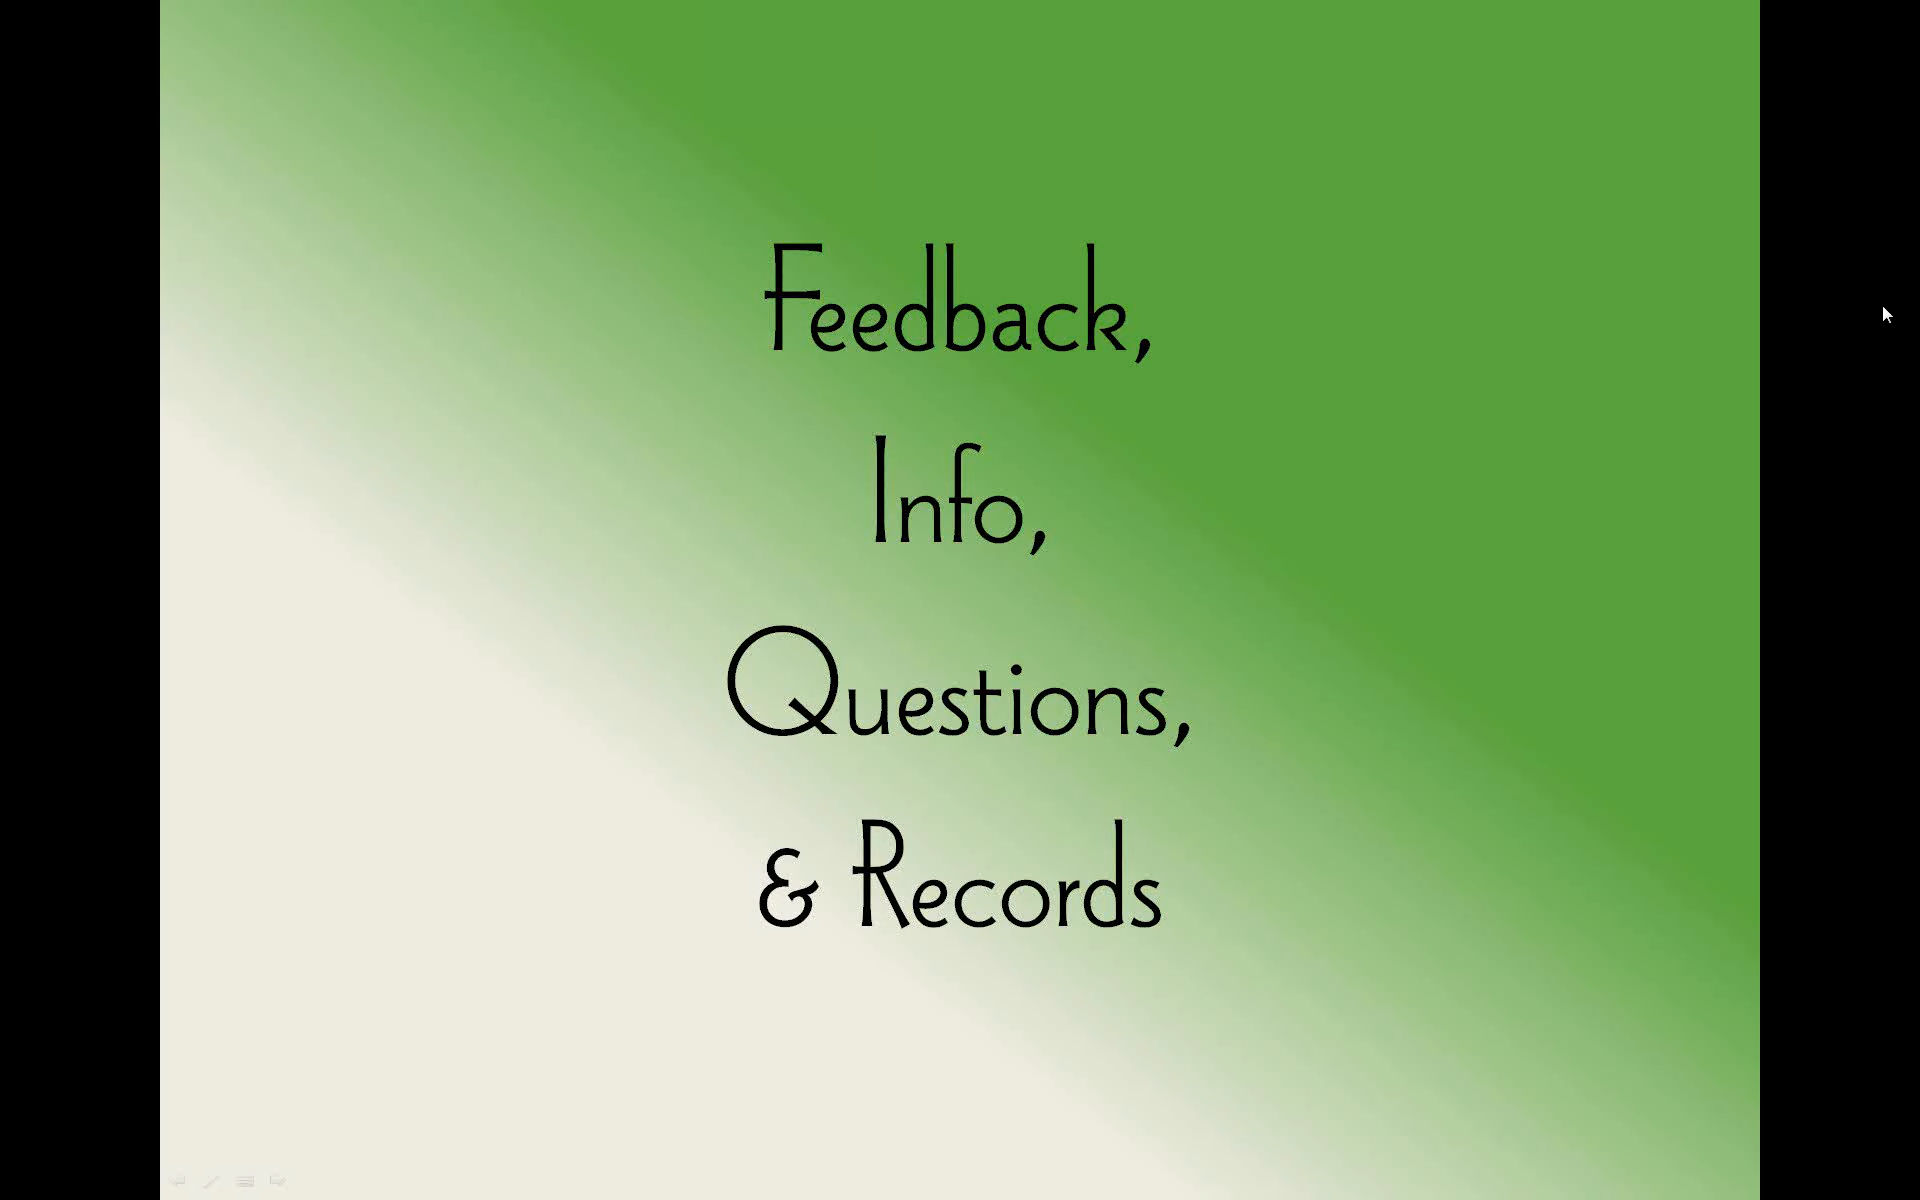 Feedback,
Info,
Questions,
& Records